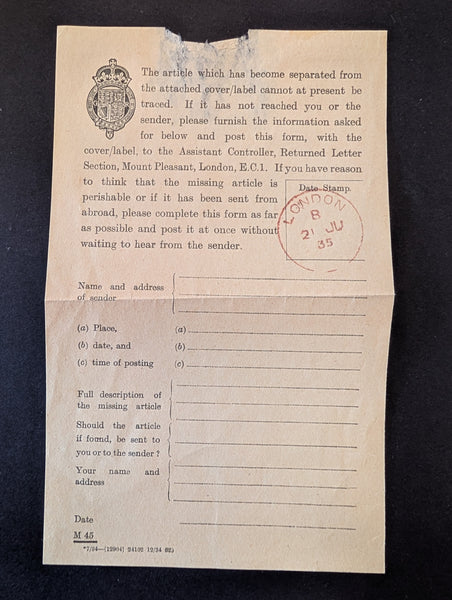 The article which has become separated from
the attached cover/label cannot at present be
traced. If it has not reached you or the
sender, please furnish the information asked
for below and post this form, with the
cover/label, to the Assistant Controller, Returned Letter
Section, Mount Pleasant, London, E.C.1. If you have reason
to think that the missing article is
perishable or if it has been sent from
abroad, please complete this form as far
as possible and post it at once without
waiting to hear from the sender.
Date Stamp.
LONDON
B
21 JU
35
Name and address
of sender
(a) Place, (a)
(b) date, and (b)
(c) time of posting (c)
Full description of
the missing article
Should the article
if found, be sent to
you or to the sender ?
Your name and
address
Date
M 45
*7/34—(12904) 24102 12/34